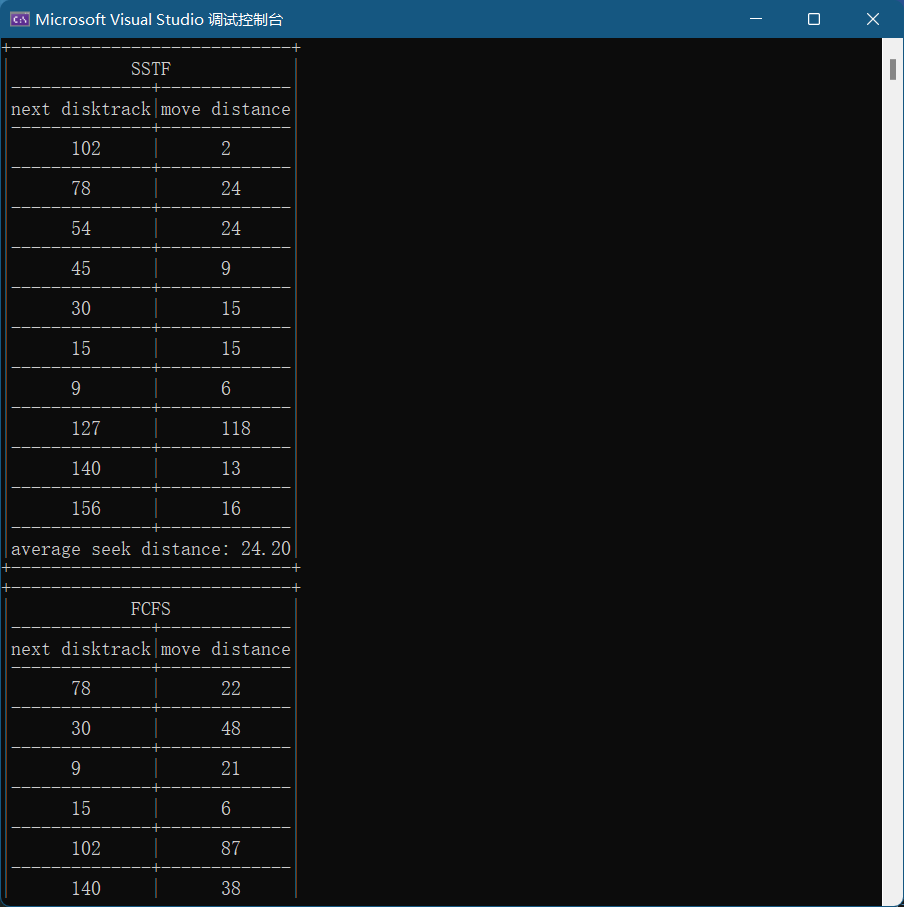 Microsoft Visual Studio 调试控制台
SSTF
next disktrack|move distance
102 | 2
78 | 24
54 | 24
45 | 9
30 | 15
15 | 15
9 | 6
127 | 118
140 | 13
156 | 16
average seek distance: 24.20
FCFS
next disktrack|move distance
78 | 22
30 | 48
9 | 21
15 | 6
102 | 87
140 | 38